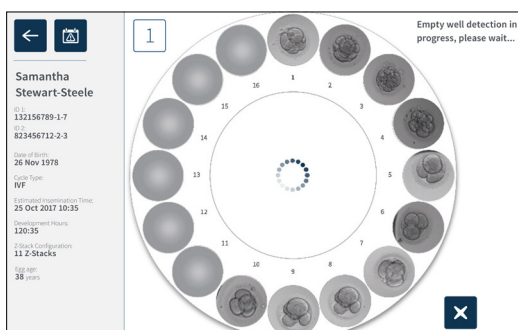 1
Empty well detection in
progress, please wait...
Samantha
Stewart-Steele
ID 1:
132156789-1-7
ID 2:
823456712-2-3
Date of Birth:
26 Nov 1978
Cycle Type:
IVF
Estimated Insemination Time:
25 Oct 2017 10:35
Development Hours:
120:35
Z-Stack Configuration:
11 Z-Stacks
Egg age:
38 years
1
2
3
4
5
6
7
8
9
10
11
12
13
14
15
16